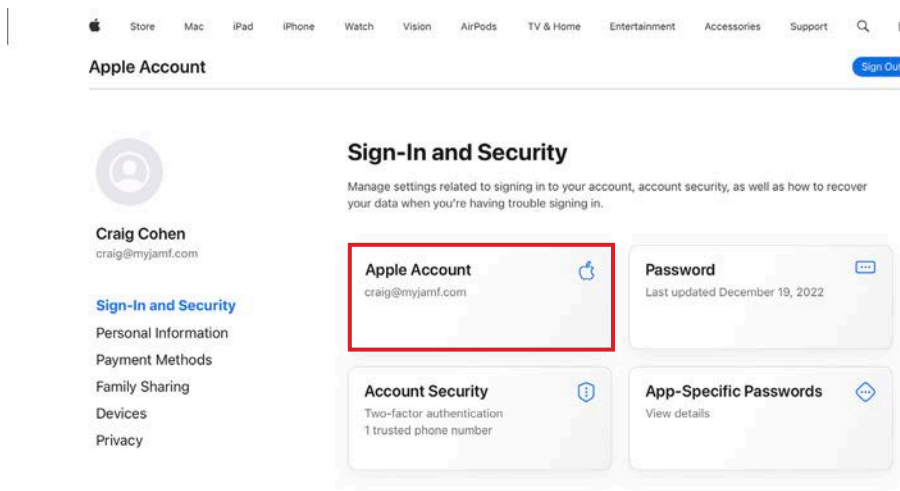 Store Mac iPad iPhone Watch Vision AirPods TV & Home Entertainment Accessories Support
Apple Account
Sign Out
Craig Cohen
craig@myjamf.com
Sign-In and Security
Personal Information
Payment Methods
Family Sharing
Devices
Privacy
Sign-In and Security
Manage settings related to signing in to your account, account security, as well as how to recover
your data when you're having trouble signing in.
Apple Account
craig@myjamf.com
Password
Last updated December 19, 2022
Account Security
Two-factor authentication
1 trusted phone number
App-Specific Passwords
View details